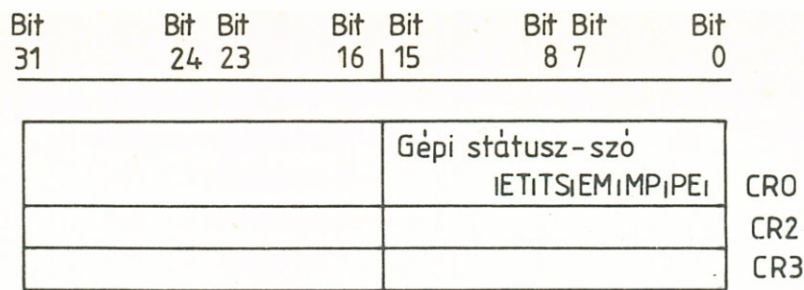 Bit Bit Bit Bit Bit Bit Bit Bit
31 24 23 16 15 8 7 0
Gépi státusz-szó
ET TS EM MP PE CR0
CR2
CR3